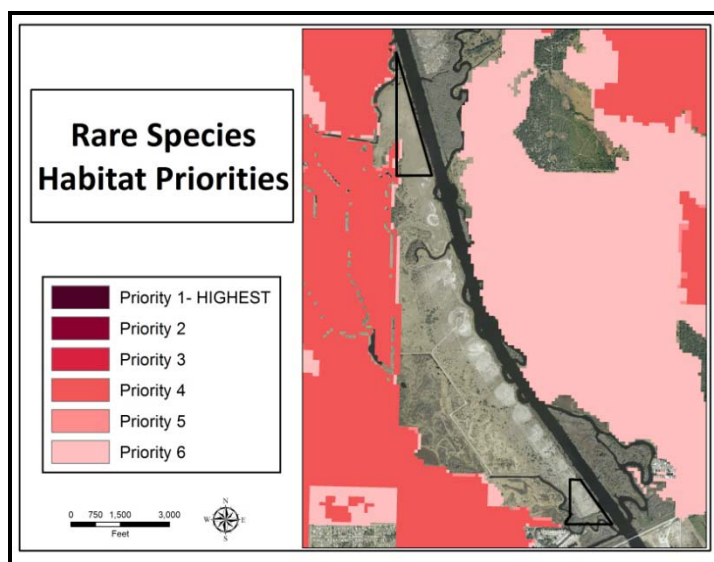 Rare Species
Habitat Priorities
Priority 1- HIGHEST
Priority 2
Priority 3
Priority 4
Priority 5
Priority 6
0 750 1,500 3,000
Feet
N
W E
S